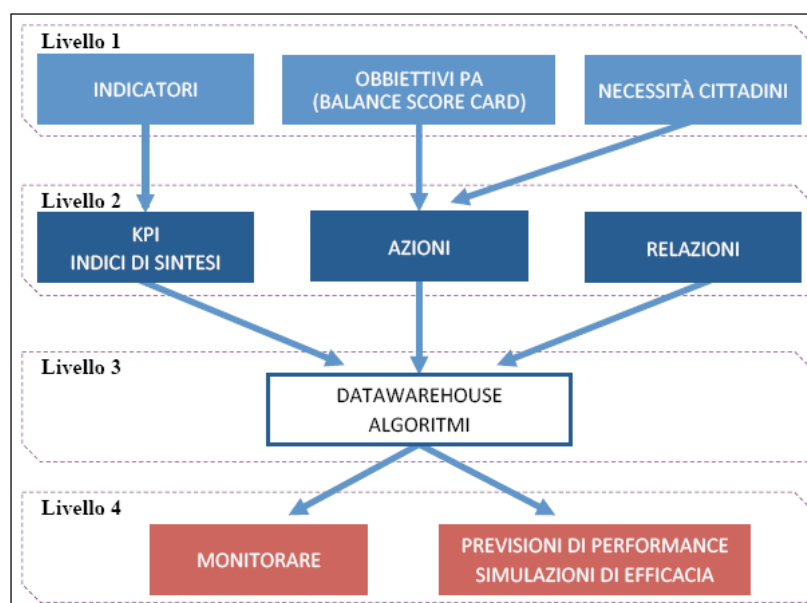 Livello 1
INDICATORI
OBBIETTIVI PA
(BALANCE SCORE CARD)
NECESSITÀ CITTADINI
Livello 2
KPI
INDICI DI SINTESI
AZIONI
RELAZIONI
Livello 3
DATAWAREHOUSE
ALGORITMI
Livello 4
MONITORARE
PREVISIONI DI PERFORMANCE
SIMULAZIONI DI EFFICACIA